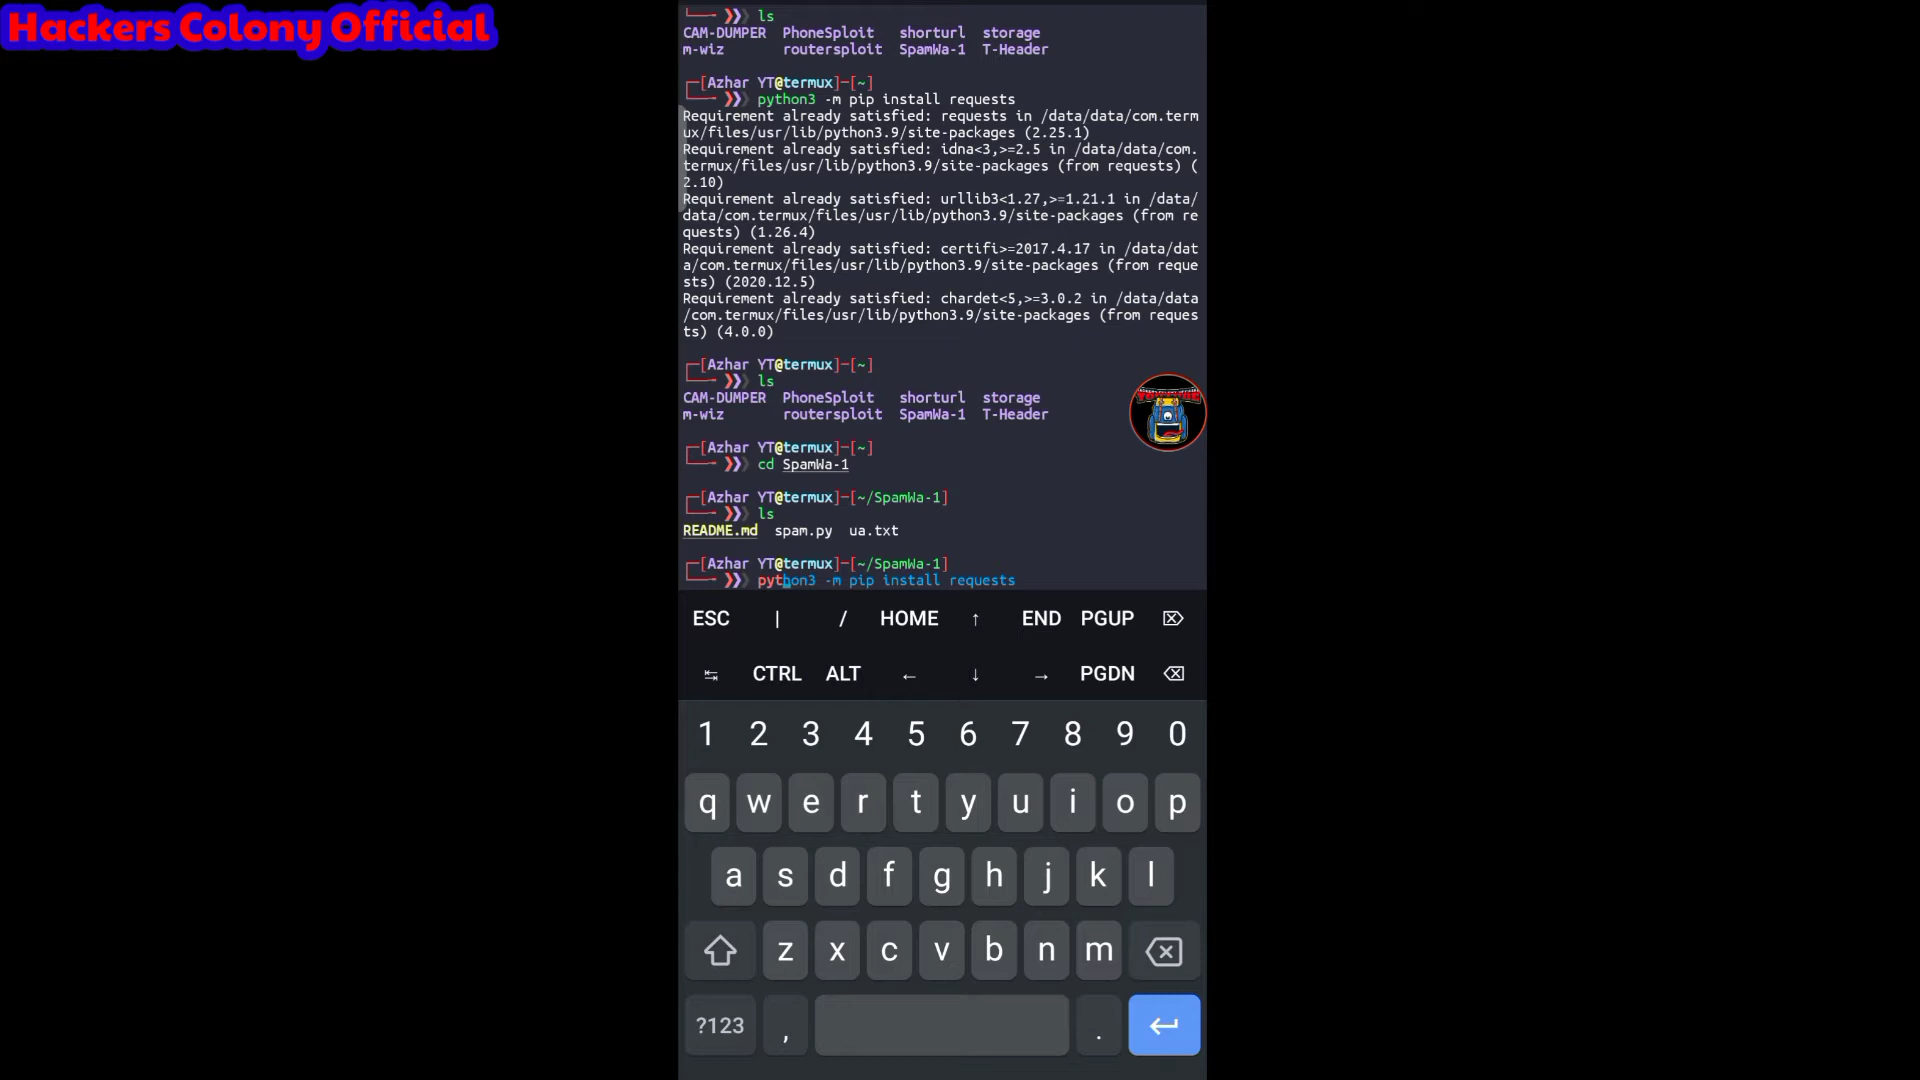 Hackers Colony Official
❯❯❯ ls
CAM-DUMPER PhoneSploit shorturl storage
m-wiz routersploit SpamWa-1 T-Header
┌─[Azhar YT@termux]─[~]
└── ❯❯❯ python3 -m pip install requests
Requirement already satisfied: requests in /data/data/com.term
ux/files/usr/lib/python3.9/site-packages (2.25.1)
Requirement already satisfied: idna<3,>=2.5 in /data/data/com.
termux/files/usr/lib/python3.9/site-packages (from requests) (
2.10)
Requirement already satisfied: urllib3<1.27,>=1.21.1 in /data/
data/com.termux/files/usr/lib/python3.9/site-packages (from re
quests) (1.26.4)
Requirement already satisfied: certifi>=2017.4.17 in /data/dat
a/com.termux/files/usr/lib/python3.9/site-packages (from reque
sts) (2020.12.5)
Requirement already satisfied: chardet<5,>=3.0.2 in /data/data
/com.termux/files/usr/lib/python3.9/site-packages (from reques
ts) (4.0.0)
┌─[Azhar YT@termux]─[~]
└── ❯❯❯ ls
CAM-DUMPER PhoneSploit shorturl storage
m-wiz routersploit SpamWa-1 T-Header
┌─[Azhar YT@termux]─[~]
└── ❯❯❯ cd SpamWa-1
┌─[Azhar YT@termux]─[~/SpamWa-1]
└── ❯❯❯ ls
README.md spam.py ua.txt
┌─[Azhar YT@termux]─[~/SpamWa-1]
└── ❯❯❯ python3 -m pip install requests
ESC | / HOME ↑ END PGUP ⌦
↹ CTRL ALT ← ↓ → PGDN ⌫
1 2 3 4 5 6 7 8 9 0
q w e r t y u i o p
a s d f g h j k l
z x c v b n m
?123 , .